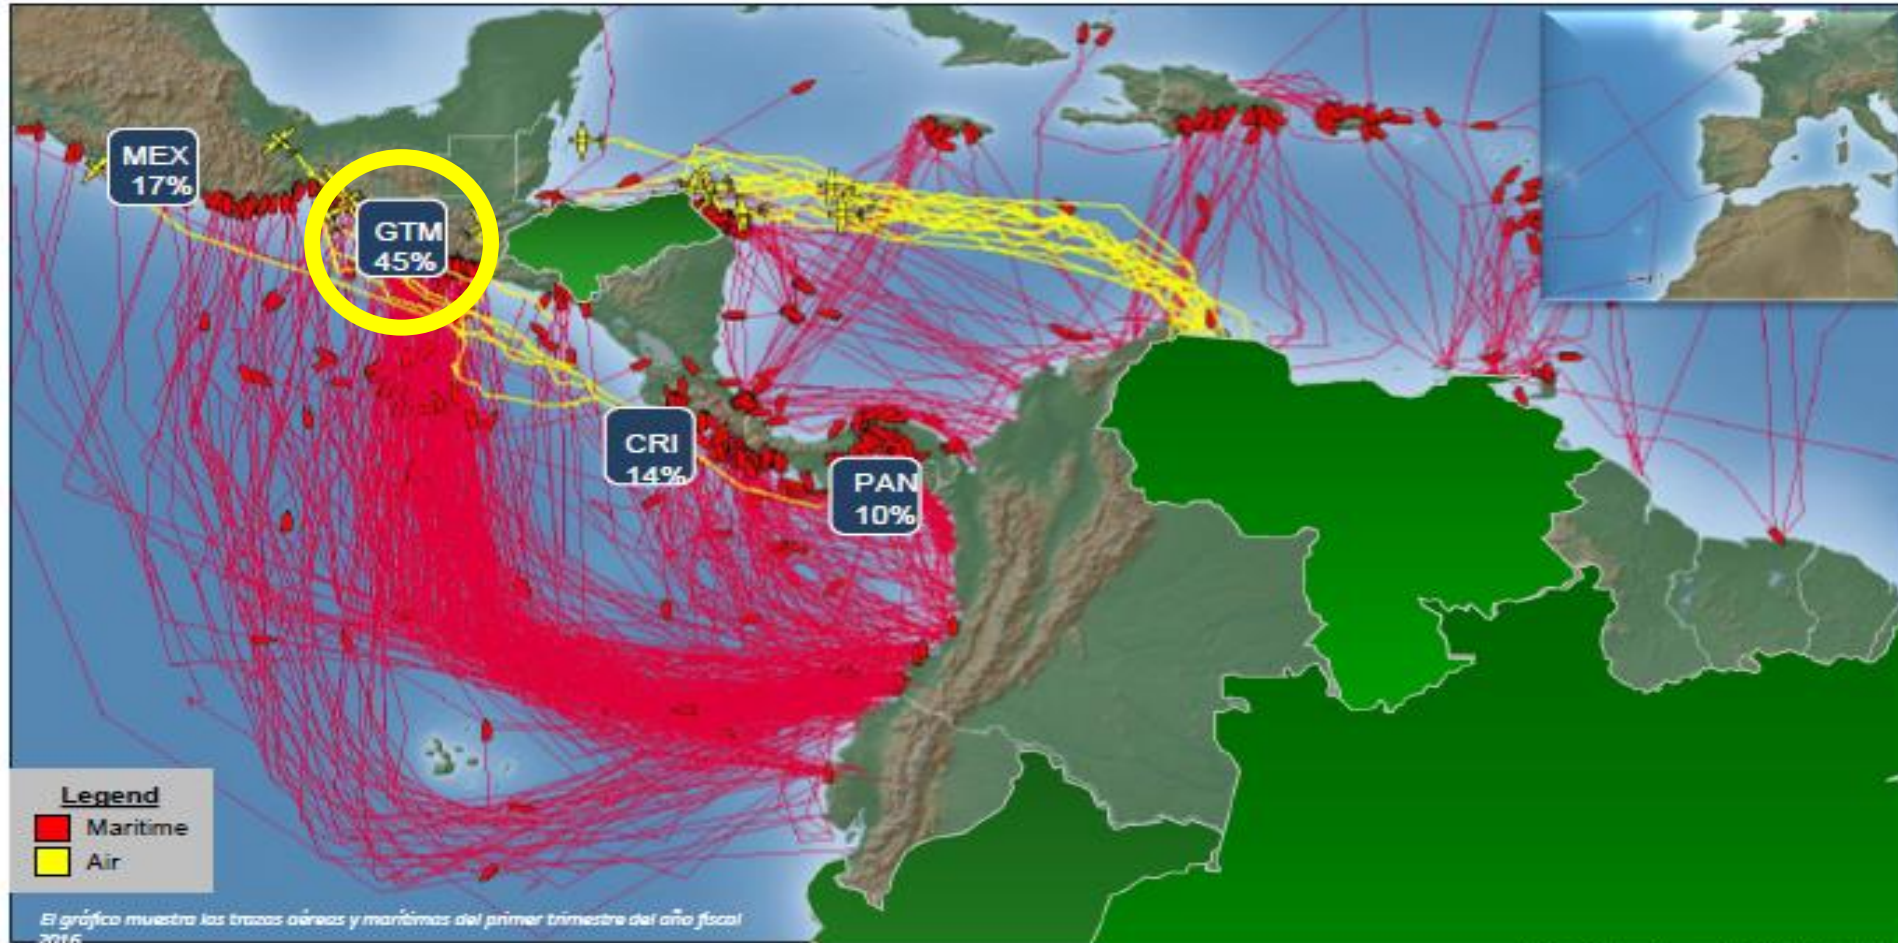 MEX
17%
GTM
45%
CRI
14%
PAN
10%
Legend
Maritime
Air
El gráfico muestra las trazas aéreas y marítimas del primer trimestre del año fiscal
2016